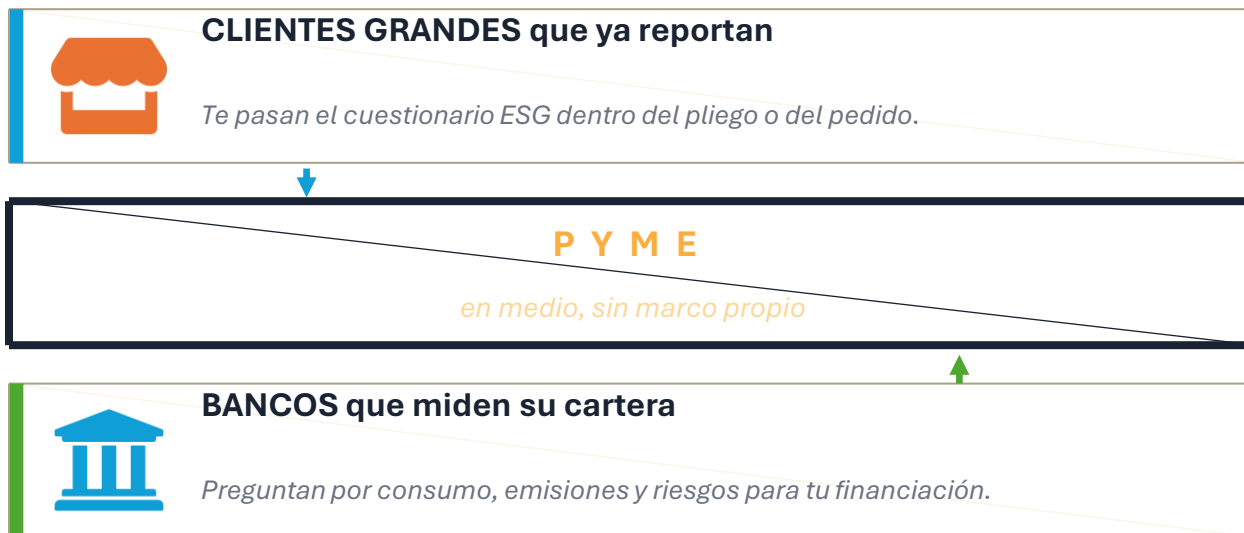 CLIENTES GRANDES que ya reportan
Te pasan el cuestionario ESG dentro del pliego o del pedido.
P Y M E
en medio, sin marco propio
BANCOS que miden su cartera
Preguntan por consumo, emisiones y riesgos para tu financiación.